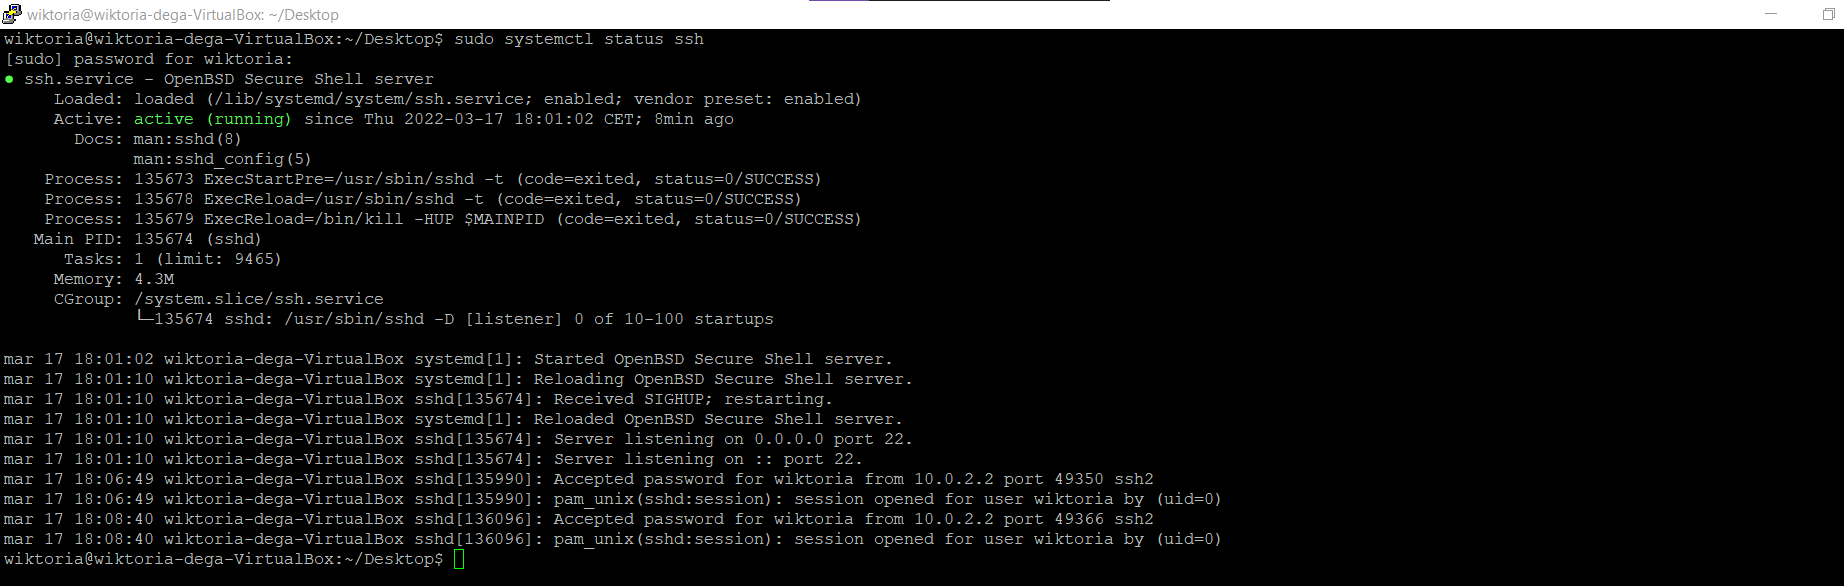 wiktoria@wiktoria-dega-VirtualBox: ~/Desktop
wiktoria@wiktoria-dega-VirtualBox:~/Desktop$ sudo systemctl status ssh
[sudo] password for wiktoria:
● ssh.service - OpenBSD Secure Shell server
     Loaded: loaded (/lib/systemd/system/ssh.service; enabled; vendor preset: enabled)
     Active: active (running) since Thu 2022-03-17 18:01:02 CET; 8min ago
       Docs: man:sshd(8)
             man:sshd_config(5)
    Process: 135673 ExecStartPre=/usr/sbin/sshd -t (code=exited, status=0/SUCCESS)
    Process: 135678 ExecReload=/usr/sbin/sshd -t (code=exited, status=0/SUCCESS)
    Process: 135679 ExecReload=/bin/kill -HUP $MAINPID (code=exited, status=0/SUCCESS)
   Main PID: 135674 (sshd)
      Tasks: 1 (limit: 9465)
     Memory: 4.3M
     CGroup: /system.slice/ssh.service
             └─135674 sshd: /usr/sbin/sshd -D [listener] 0 of 10-100 startups
mar 17 18:01:02 wiktoria-dega-VirtualBox systemd[1]: Started OpenBSD Secure Shell server.
mar 17 18:01:10 wiktoria-dega-VirtualBox systemd[1]: Reloading OpenBSD Secure Shell server.
mar 17 18:01:10 wiktoria-dega-VirtualBox sshd[135674]: Received SIGHUP; restarting.
mar 17 18:01:10 wiktoria-dega-VirtualBox systemd[1]: Reloaded OpenBSD Secure Shell server.
mar 17 18:01:10 wiktoria-dega-VirtualBox sshd[135674]: Server listening on 0.0.0.0 port 22.
mar 17 18:01:10 wiktoria-dega-VirtualBox sshd[135674]: Server listening on :: port 22.
mar 17 18:06:49 wiktoria-dega-VirtualBox sshd[135990]: Accepted password for wiktoria from 10.0.2.2 port 49350 ssh2
mar 17 18:06:49 wiktoria-dega-VirtualBox sshd[135990]: pam_unix(sshd:session): session opened for user wiktoria by (uid=0)
mar 17 18:08:40 wiktoria-dega-VirtualBox sshd[136096]: Accepted password for wiktoria from 10.0.2.2 port 49366 ssh2
mar 17 18:08:40 wiktoria-dega-VirtualBox sshd[136096]: pam_unix(sshd:session): session opened for user wiktoria by (uid=0)
wiktoria@wiktoria-dega-VirtualBox:~/Desktop$